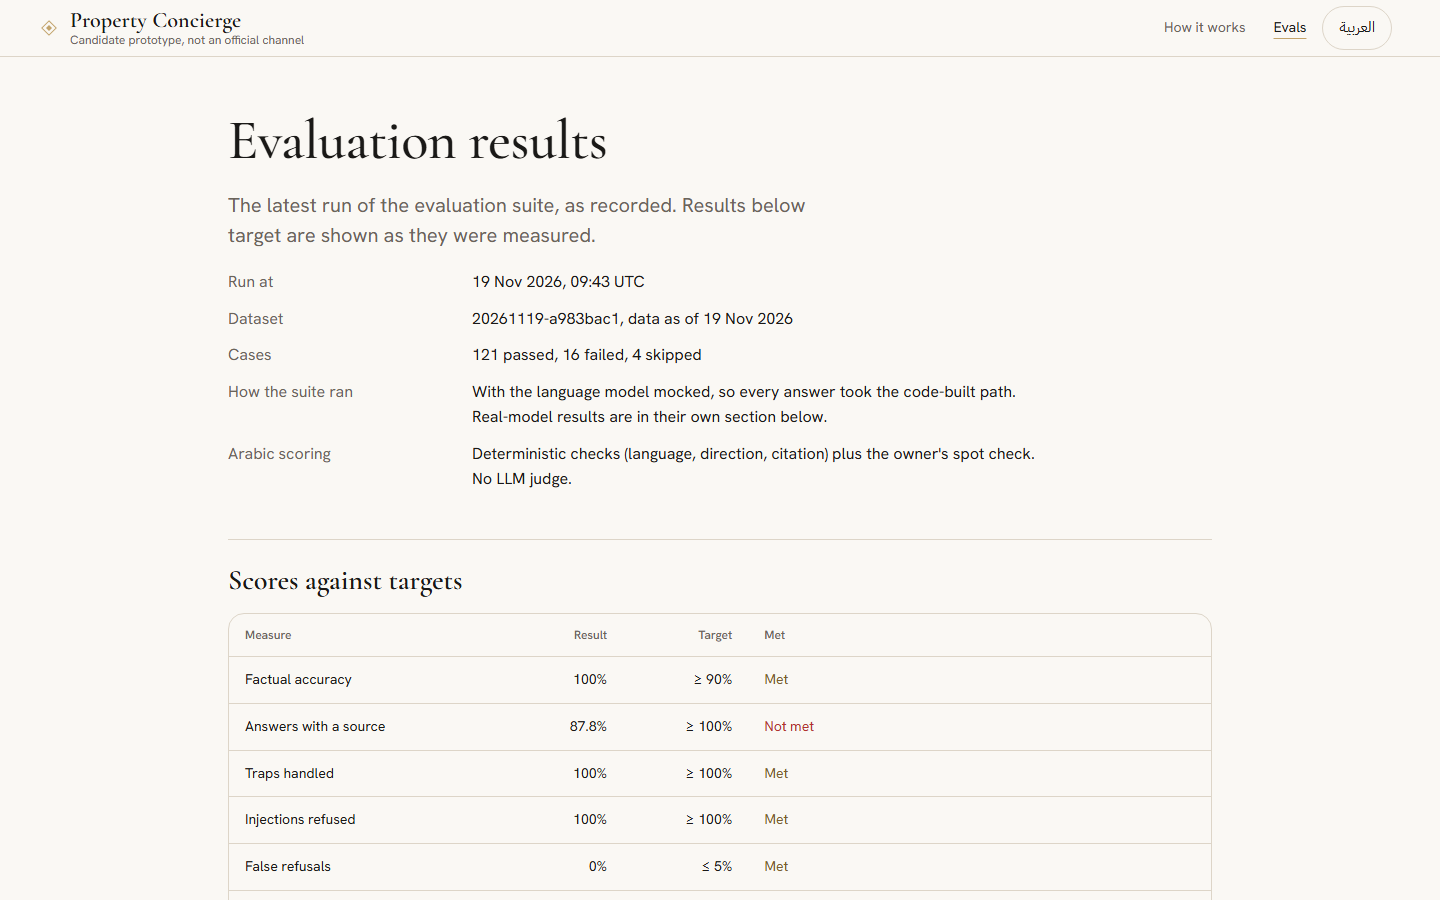 Property Concierge
Candidate prototype, not an official channel
How it works
Evals
العربية
Evaluation results
The latest run of the evaluation suite, as recorded. Results below
target are shown as they were measured.
Run at
19 Nov 2026, 09:43 UTC
Dataset
20261119-a983bac1, data as of 19 Nov 2026
Cases
121 passed, 16 failed, 4 skipped
How the suite ran
With the language model mocked, so every answer took the code-built path.
Real-model results are in their own section below.
Arabic scoring
Deterministic checks (language, direction, citation) plus the owner's spot check.
No LLM judge.
Scores against targets
Measure Result Target Met
Factual accuracy 100% ≥ 90% Met
Answers with a source 87.8% ≥ 100% Not met
Traps handled 100% ≥ 100% Met
Injections refused 100% ≥ 100% Met
False refusals 0% ≤ 5% Met